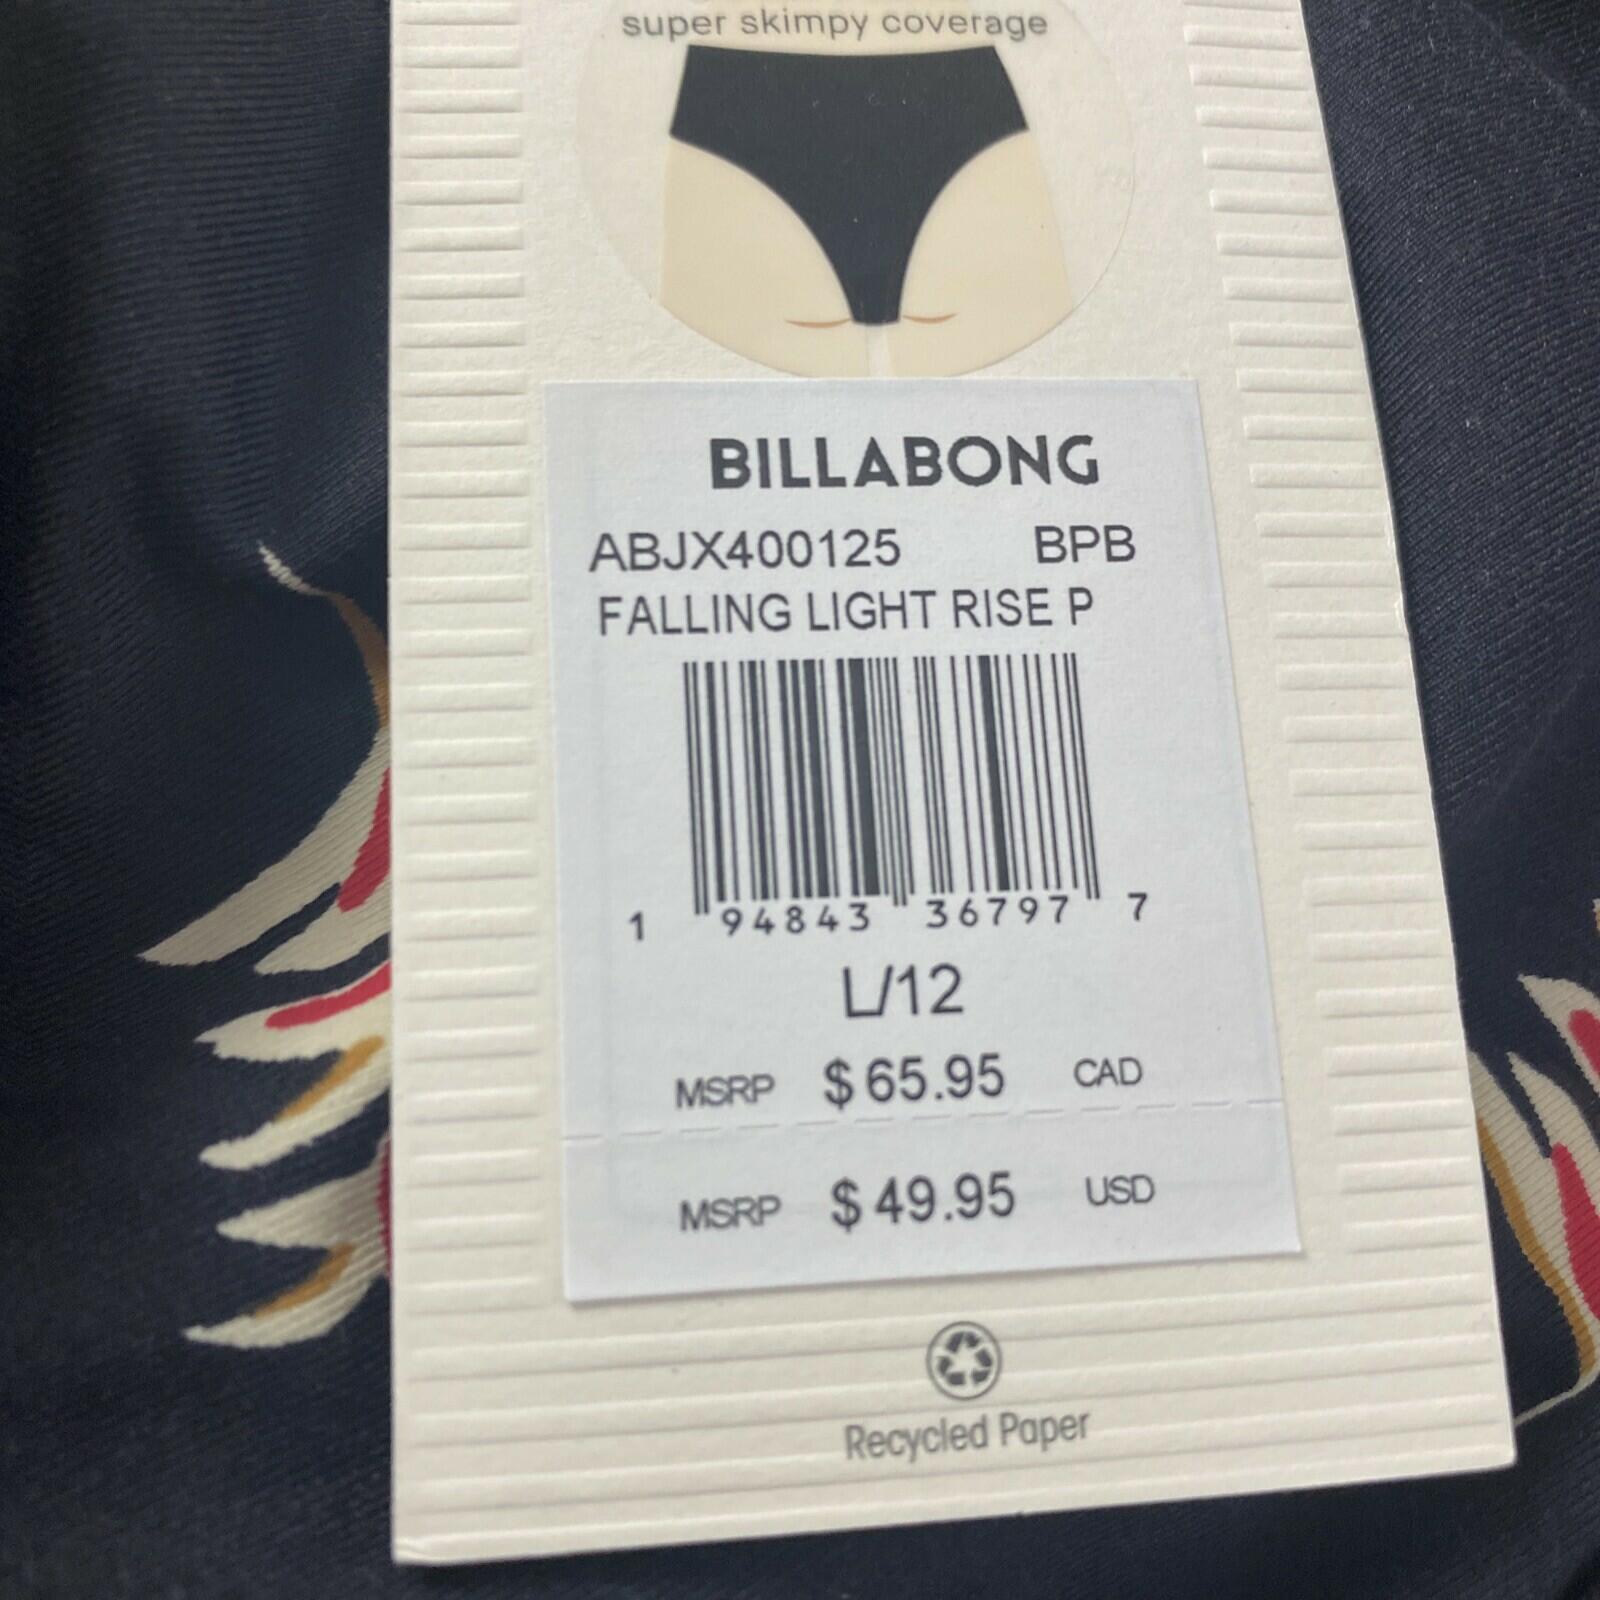 super skimpy coverage
BILLABONG
ABJX400125 BPB
FALLING LIGHT RISE P
1 94843 36797 7
L/12
MSRP $65.95 CAD
MSRP $49.95 USD
Recycled Paper